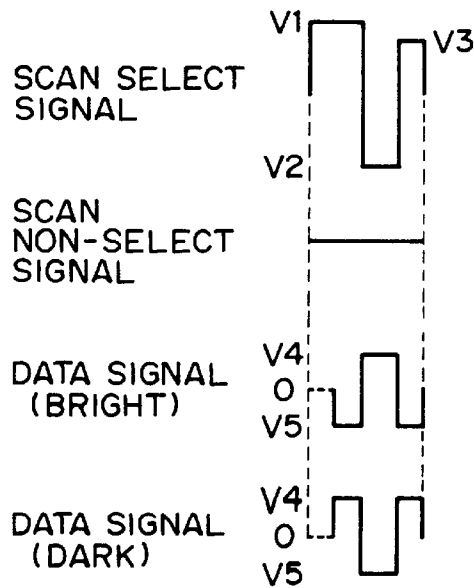 V1
V3
SCAN SELECT
SIGNAL
V2
SCAN
NON-SELECT
SIGNAL
V4
DATA SIGNAL
(BRIGHT)
0
V5
V4
DATA SIGNAL
(DARK)
0
V5